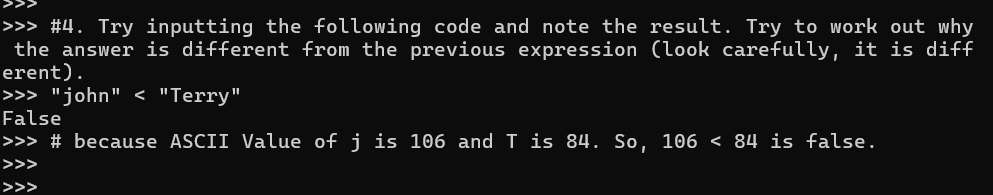 >>>
>>> #4. Try inputting the following code and note the result. Try to work out why
 the answer is different from the previous expression (look carefully, it is diff
erent).
>>> "john" < "Terry"
False
>>> # because ASCII Value of j is 106 and T is 84. So, 106 < 84 is false.
>>>
>>>